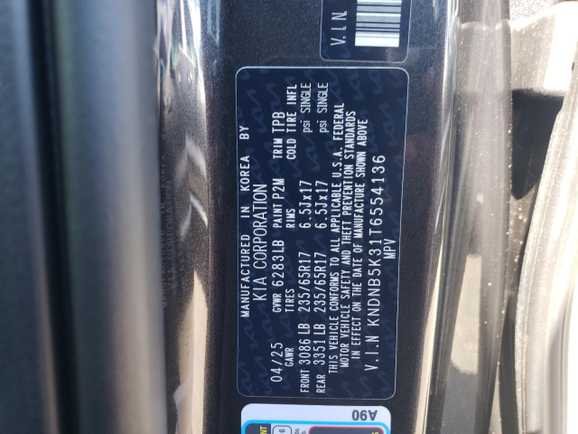 V.I.N.
MANUFACTURED IN KOREA BY
KIA CORPORATION
04/25 GVWR 6283LB PAINT P2M TRIM TPB
GAWR TIRES RIMS COLD TIRE INFL
FRONT 3086 LB 235/65R17 6.5Jx17 psi SINGLE
REAR 3351 LB 235/65R17 6.5Jx17 psi SINGLE
THIS VEHICLE CONFORMS TO ALL APPLICABLE U.S.A. FEDERAL
MOTOR VEHICLE SAFETY AND THEFT PREVENTION STANDARDS
IN EFFECT ON THE DATE OF MANUFACTURE SHOWN ABOVE
V.I.N KNDNB5K31T6554136
MPV
A90